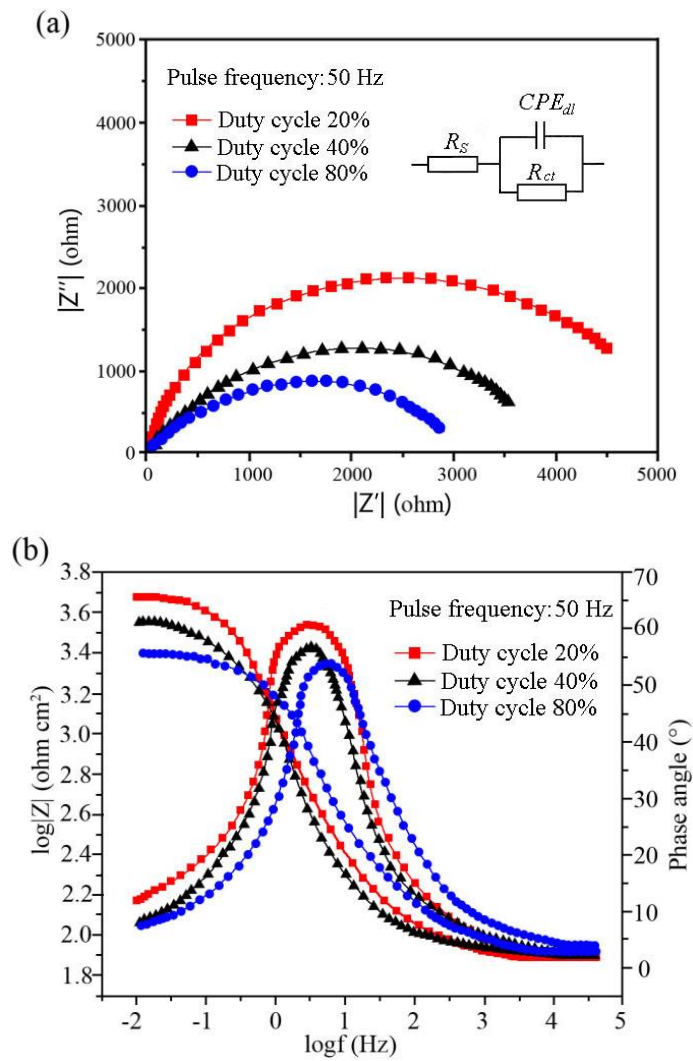 (a)
5000
4000
3000
2000
1000
0
|Z''| (ohm)
Pulse frequency: 50 Hz
Duty cycle 20%
Duty cycle 40%
Duty cycle 80%
CPEdl
RS
Rct
0
1000
2000
3000
4000
5000
|Z'| (ohm)
(b)
3.8
3.6
3.4
3.2
3.0
2.8
2.6
2.4
2.2
2.0
1.8
log|Z| (ohm cm²)
Pulse frequency: 50 Hz
Duty cycle 20%
Duty cycle 40%
Duty cycle 80%
70
60
50
40
30
20
10
0
Phase angle (°)
-2
-1
0
1
2
3
4
5
logf (Hz)